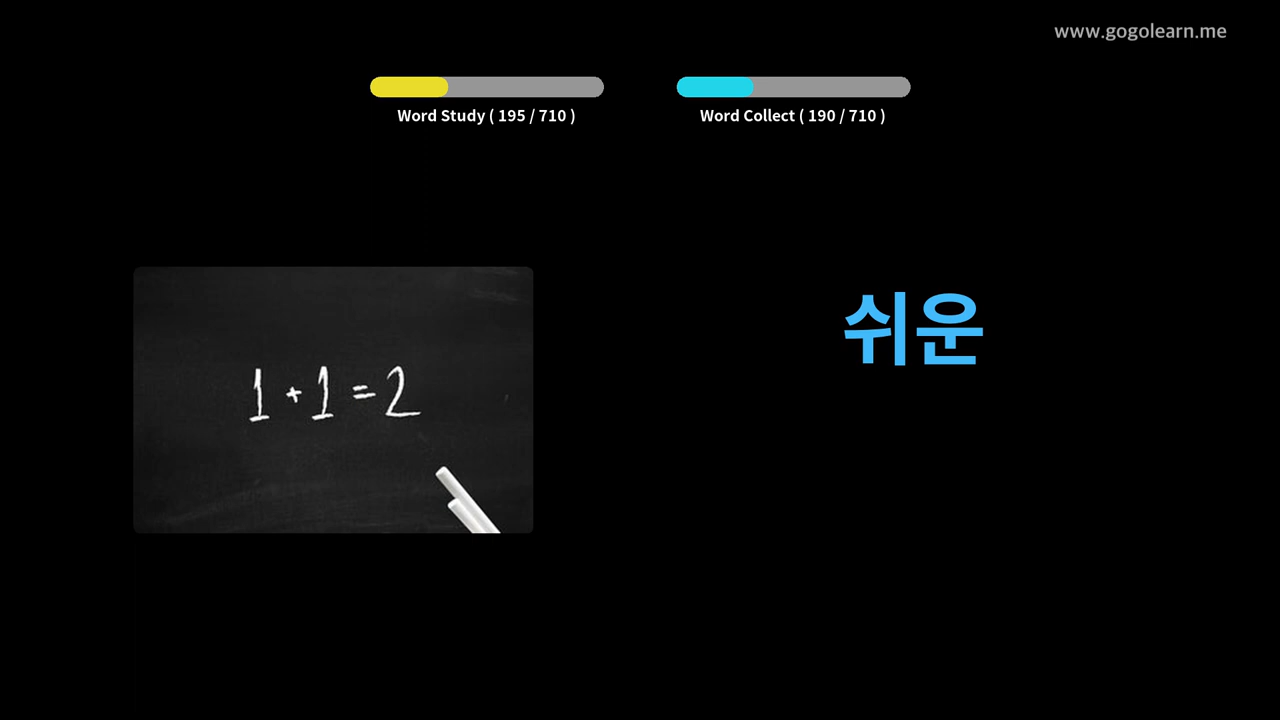 www.gogolearn.me
Word Study ( 195 / 710 )
Word Collect ( 190 / 710 )
쉬운
1 + 1 = 2